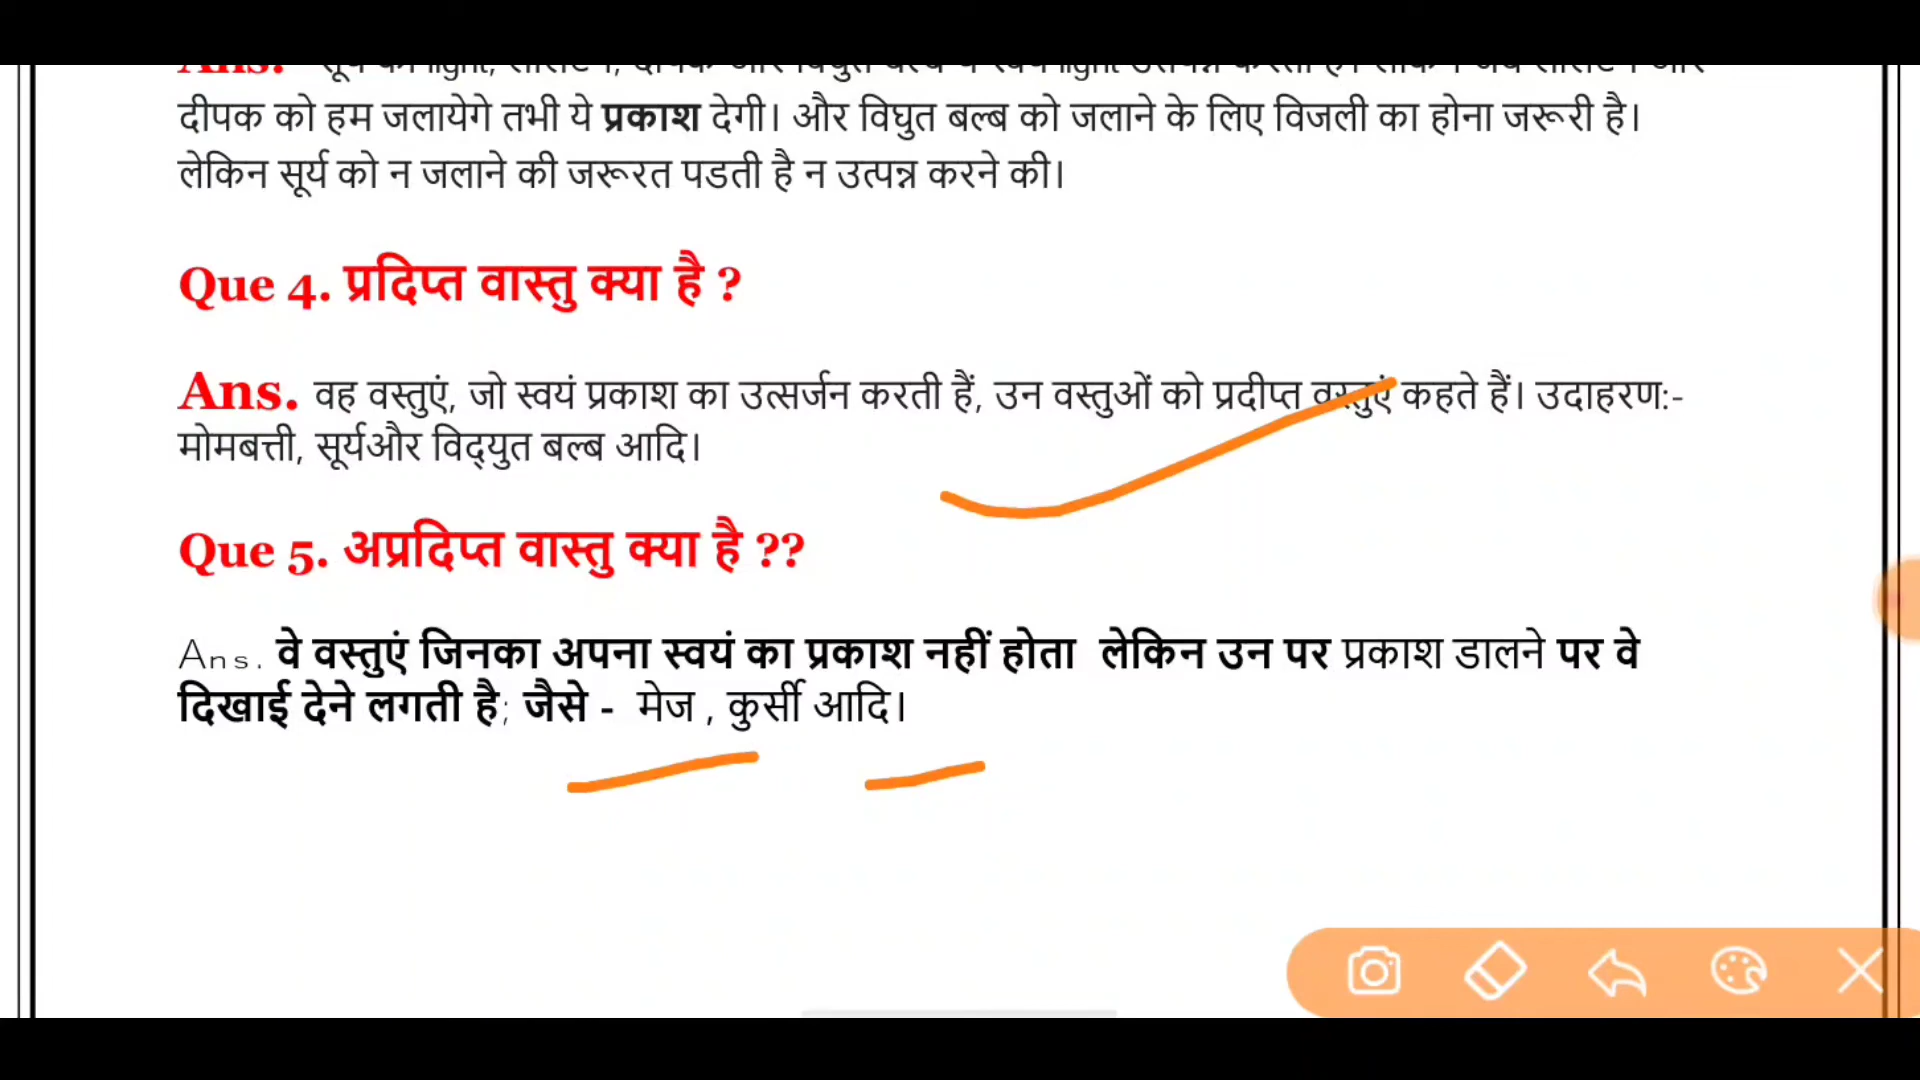 दीपक को हम जलायेगे तभी ये प्रकाश देगी। और विघुत बल्ब को जलाने के लिए विजली का होना जरूरी है।
लेकिन सूर्य को न जलाने की जरूरत पडती है न उत्पन्न करने की।
Que 4. प्रदिप्त वास्तु क्या है ?
Ans. वह वस्तुएं, जो स्वयं प्रकाश का उत्सर्जन करती हैं, उन वस्तुओं को प्रदीप्त वस्तुएं कहते हैं। उदाहरण:-
मोमबत्ती, सूर्यऔर विद्‌युत बल्ब आदि।
Que 5. अप्रदिप्त वास्तु क्या है ??
Ans. वे वस्तुएं जिनका अपना स्वयं का प्रकाश नहीं होता लेकिन उन पर प्रकाश डालने पर वे
दिखाई देने लगती है; जैसे - मेज , कुर्सी आदि।